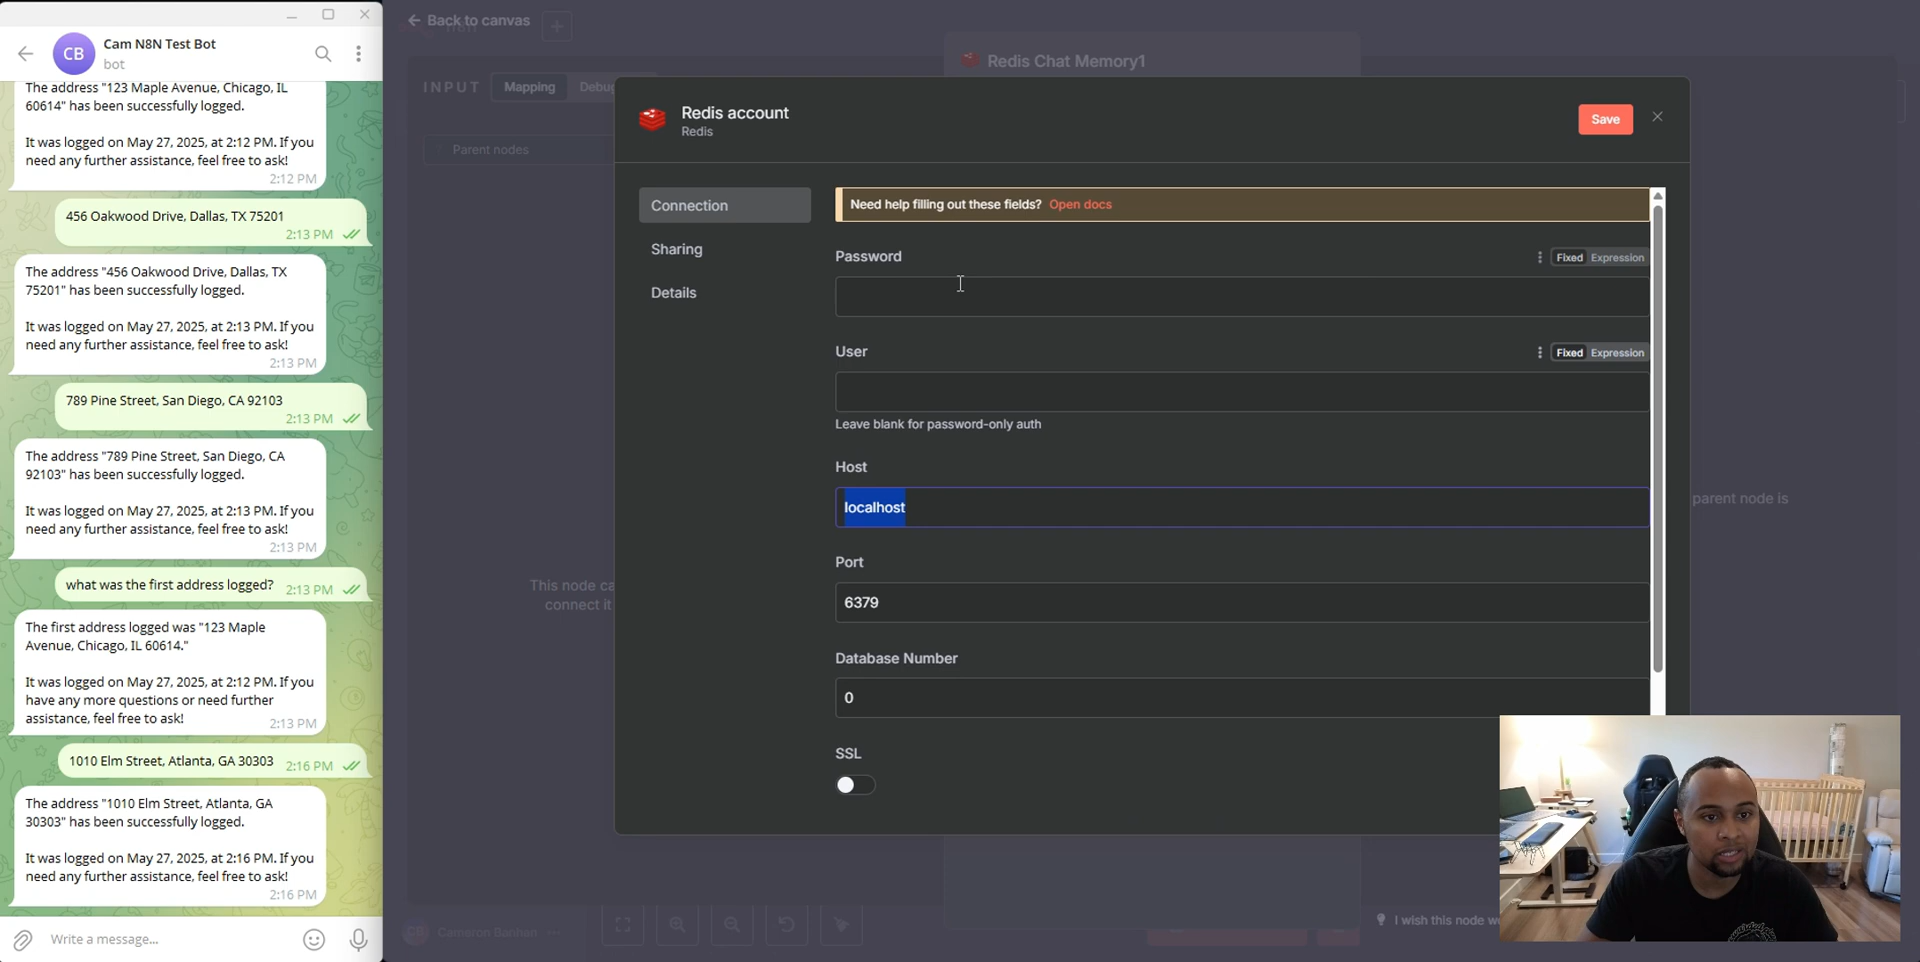 CB
Cam N8N Test Bot
bot
The address "123 Maple Avenue, Chicago, IL
60614" has been successfully logged.
It was logged on May 27, 2025, at 2:12 PM. If you
need any further assistance, feel free to ask!
2:12 PM
456 Oakwood Drive, Dallas, TX 75201
2:13 PM
The address "456 Oakwood Drive, Dallas, TX
75201" has been successfully logged.
It was logged on May 27, 2025, at 2:13 PM. If you
need any further assistance, feel free to ask!
2:13 PM
789 Pine Street, San Diego, CA 92103
2:13 PM
The address "789 Pine Street, San Diego, CA
92103" has been successfully logged.
It was logged on May 27, 2025, at 2:13 PM. If you
need any further assistance, feel free to ask!
2:13 PM
what was the first address logged? 2:13 PM
The first address logged was "123 Maple
Avenue, Chicago, IL 60614."
It was logged on May 27, 2025, at 2:12 PM. If you
have any more questions or need further
assistance, feel free to ask!
2:13 PM
1010 Elm Street, Atlanta, GA 30303 2:16 PM
The address "1010 Elm Street, Atlanta, GA
30303" has been successfully logged.
It was logged on May 27, 2025, at 2:16 PM. If you
need any further assistance, feel free to ask!
2:16 PM
Write a message...
Back to canvas
INPUT Mapping Debug
Parent nodes
This node ca
connect it
Redis Chat Memory1
Redis account
Redis
Save
Connection
Sharing
Details
Need help filling out these fields? Open docs
Password
Fixed Expression
User
Fixed Expression
Leave blank for password-only auth
Host
localhost
Port
6379
Database Number
0
SSL
parent node is
I wish this node wo
CB Cameron Banhan